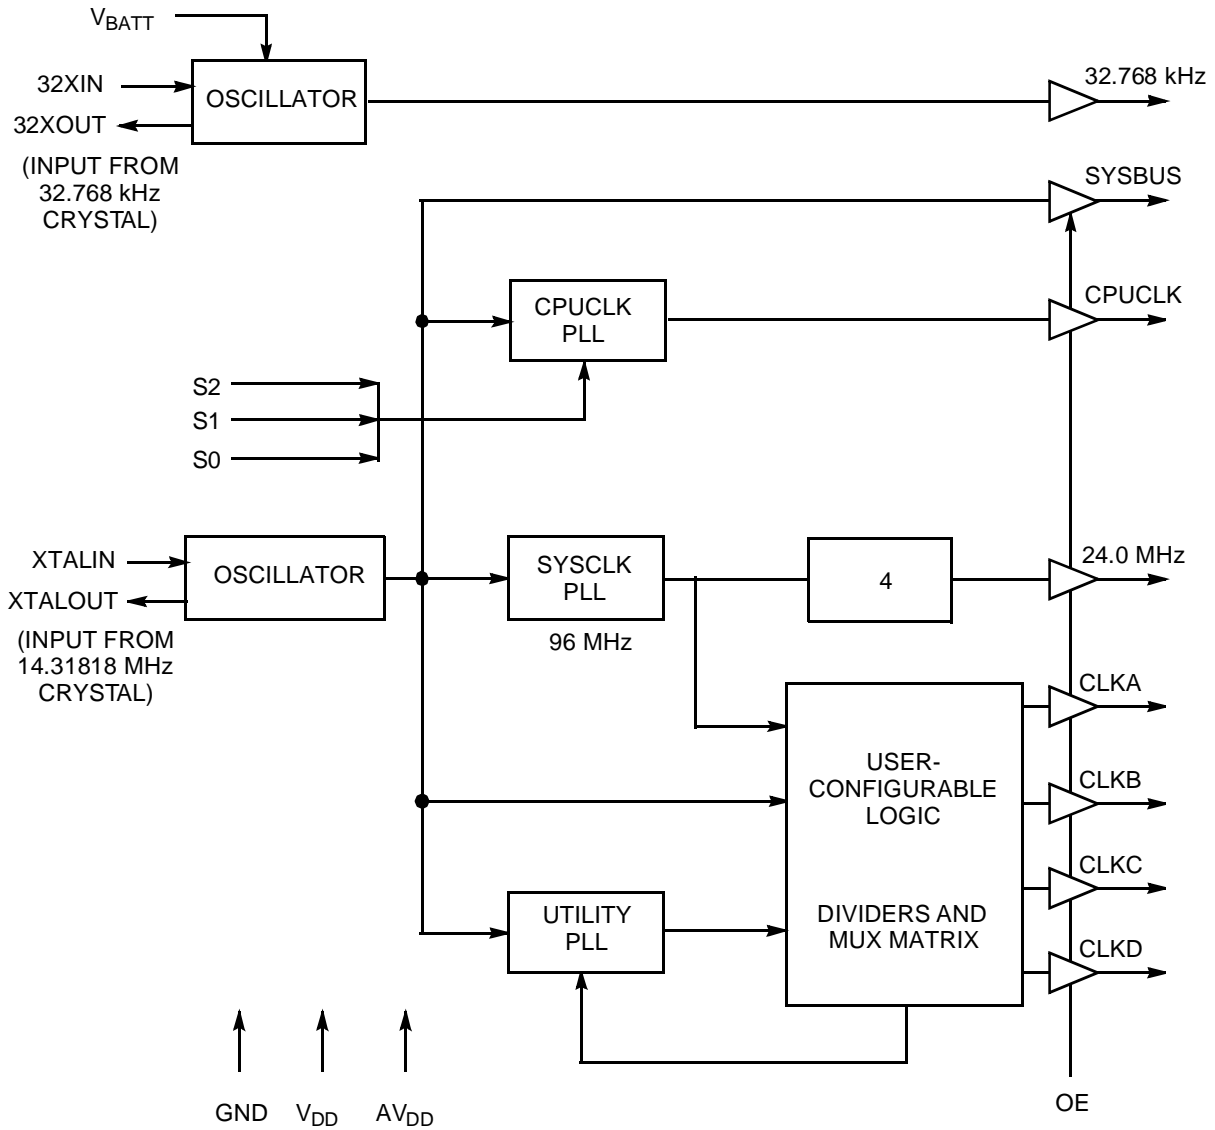 VBATT
32XIN
OSCILLATOR
32XOUT
32.768 kHz
(INPUT FROM
32.768 kHz
CRYSTAL)
SYSBUS
CPUCLK
PLL
CPUCLK
S2
S1
S0
XTALIN
OSCILLATOR
XTALOUT
(INPUT FROM
14.31818 MHz
CRYSTAL)
SYSCLK
PLL
96 MHz
4
24.0 MHz
CLKA
USER-
CONFIGURABLE
LOGIC
DIVIDERS AND
MUX MATRIX
CLKB
CLKC
CLKD
UTILITY
PLL
GND
VDD
AVDD
OE